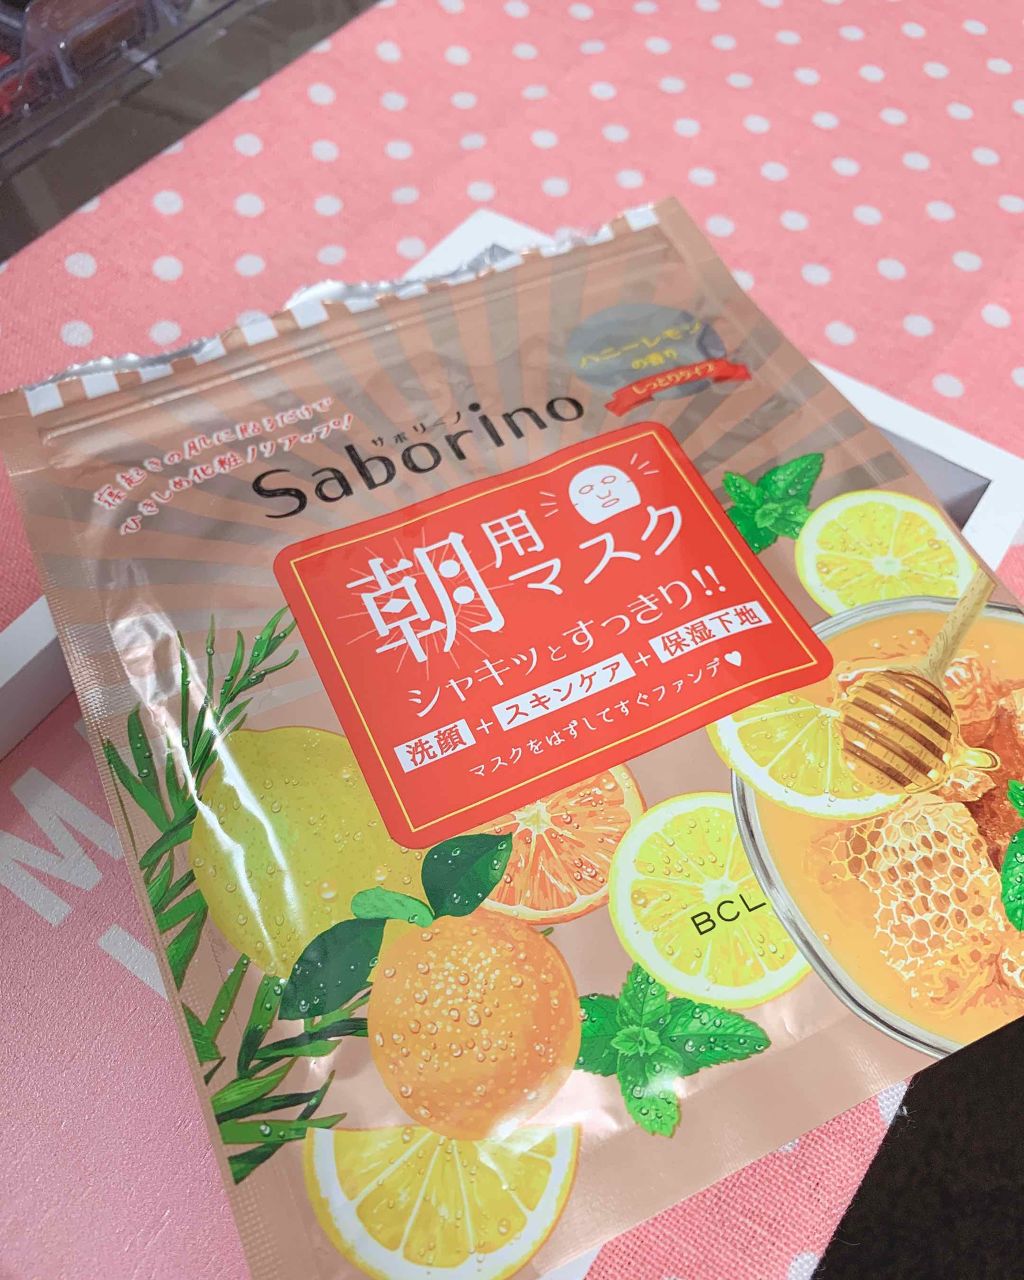 ハニーレモン
の香り
しっとりタイプ
寝起きの肌に貼るだけで
ひきしめ化粧ノリアップ!
サボリーノ
Saborino
朝用マスク
シャキッとすっきり!!
洗顔+スキンケア+保湿下地
マスクをはずしてすぐファンデ♥
BCL
M